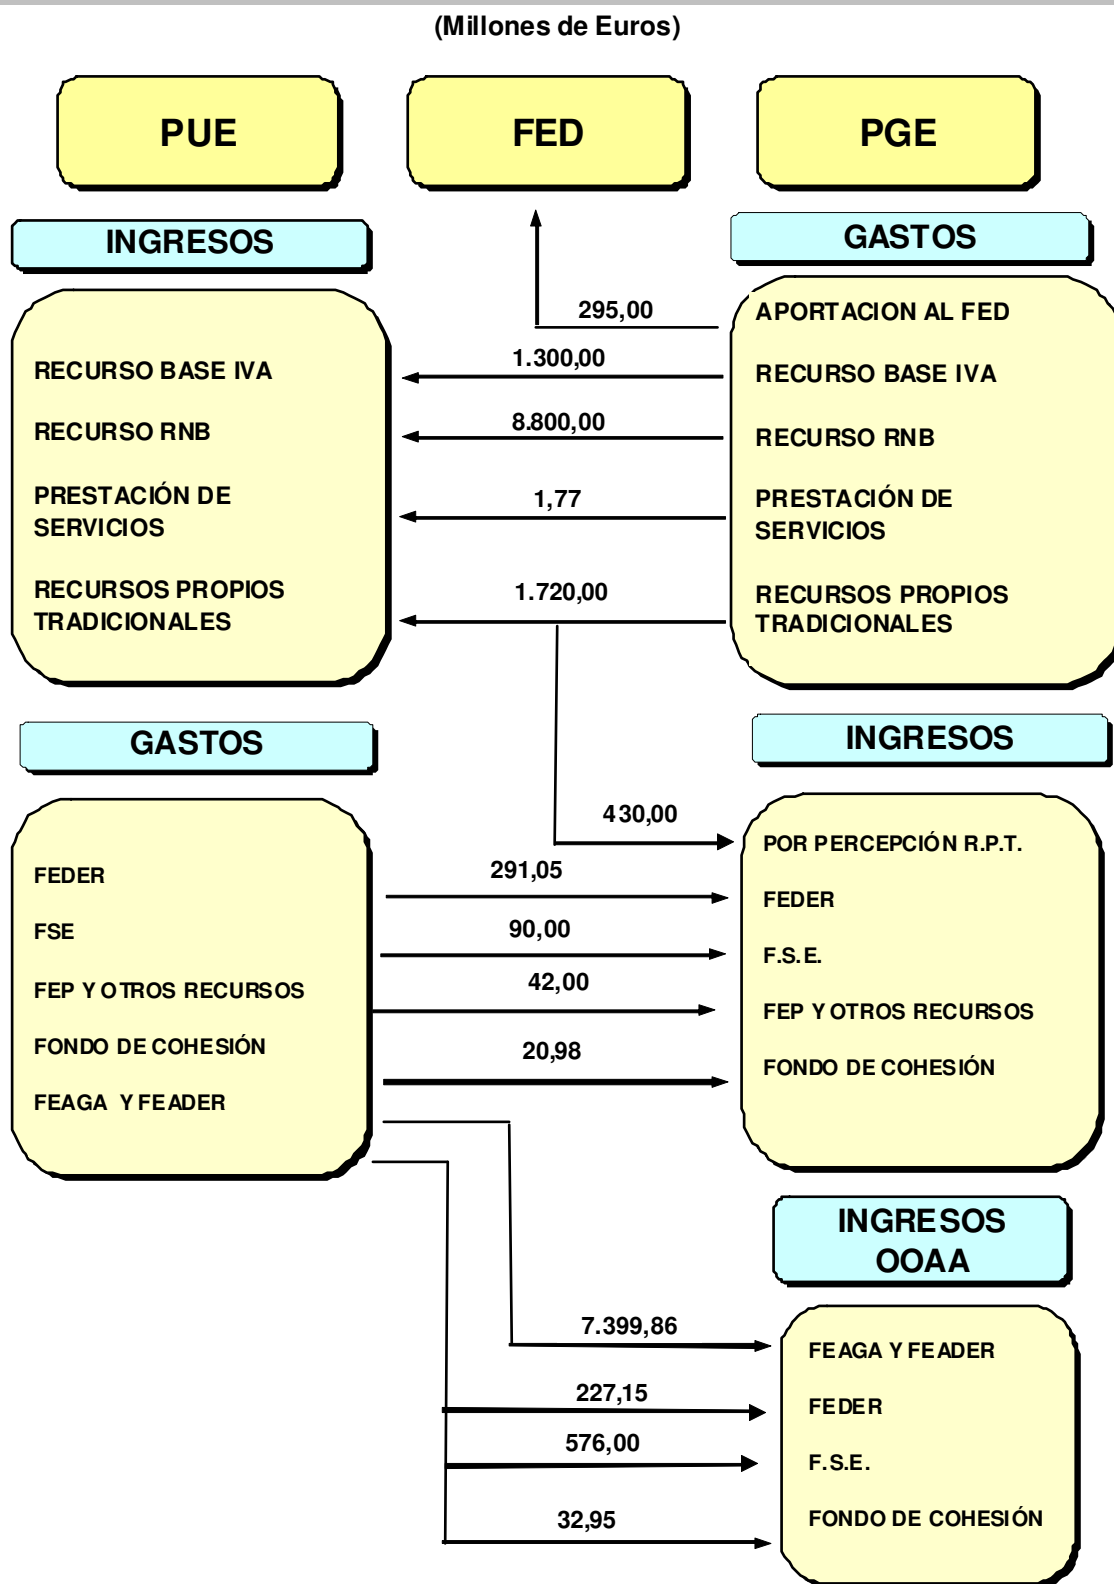 (Millones de Euros)
PUE
FED
PGE
INGRESOS
GASTOS
295,00
APORTACION AL FED
RECURSO BASE IVA
1.300,00
RECURSO BASE IVA
RECURSO RNB
8.800,00
RECURSO RNB
PRESTACIÓN DE
SERVICIOS
1,77
PRESTACIÓN DE
SERVICIOS
RECURSOS PROPIOS
TRADICIONALES
1.720,00
RECURSOS PROPIOS
TRADICIONALES
GASTOS
INGRESOS
430,00
POR PERCEPCIÓN R.P.T.
FEDER
291,05
FEDER
FSE
90,00
F.S.E.
FEP Y OTROS RECURSOS
42,00
FEP Y OTROS RECURSOS
FONDO DE COHESIÓN
20,98
FONDO DE COHESIÓN
FEAGA Y FEADER
INGRESOS
OOAA
7.399,86
FEAGA Y FEADER
227,15
FEDER
576,00
F.S.E.
32,95
FONDO DE COHESIÓN